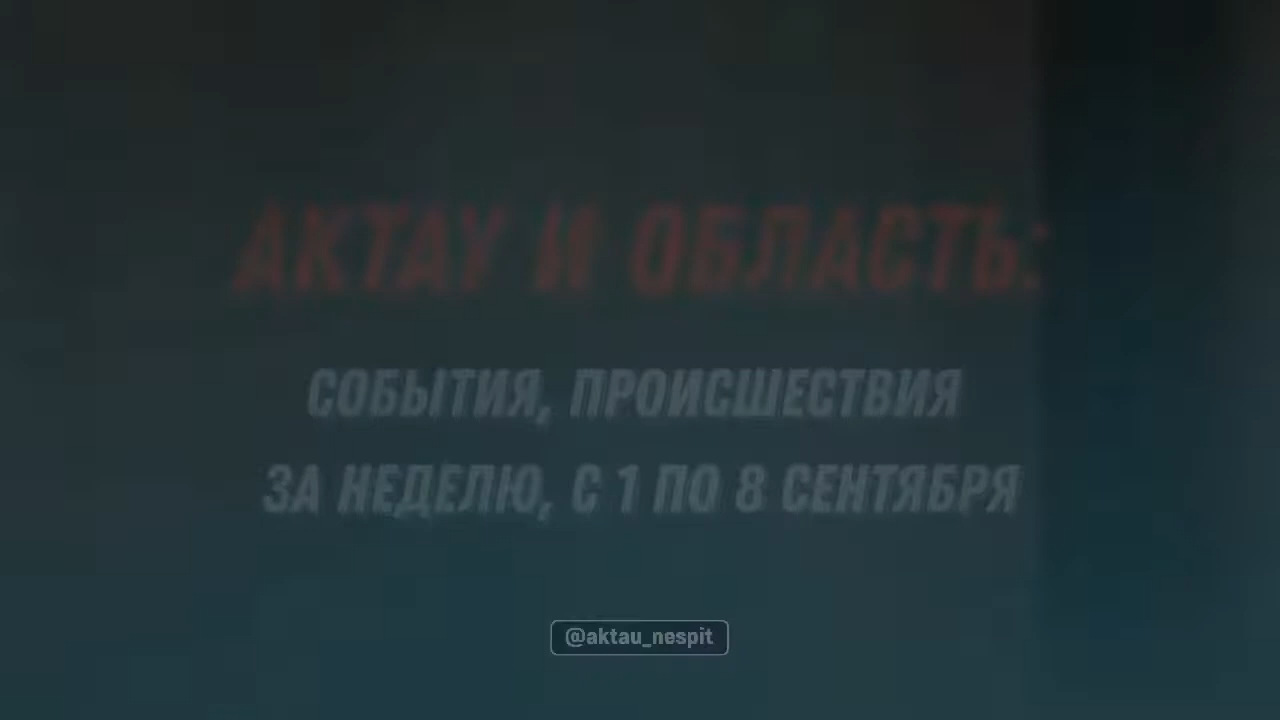 АКТАУ И ОБЛАСТЬ:
СОБЫТИЯ, ПРОИСШЕСТВИЯ
ЗА НЕДЕЛЮ, С 1 ПО 8 СЕНТЯБРЯ
@aktau_nespit